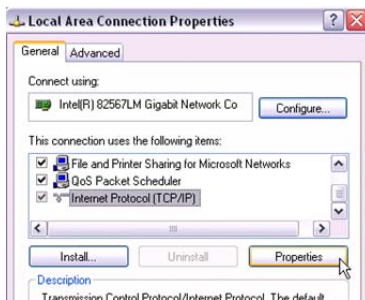 Local Area Connection Properties
General Advanced
Connect using:
Intel(R) 82567LM Gigabit Network Co
Configure...
This connection uses the following items:
File and Printer Sharing for Microsoft Networks
QoS Packet Scheduler
Internet Protocol (TCP/IP)
Install... Uninstall Properties
Description
Transmission Control Protocol/Internet Protocol. The default